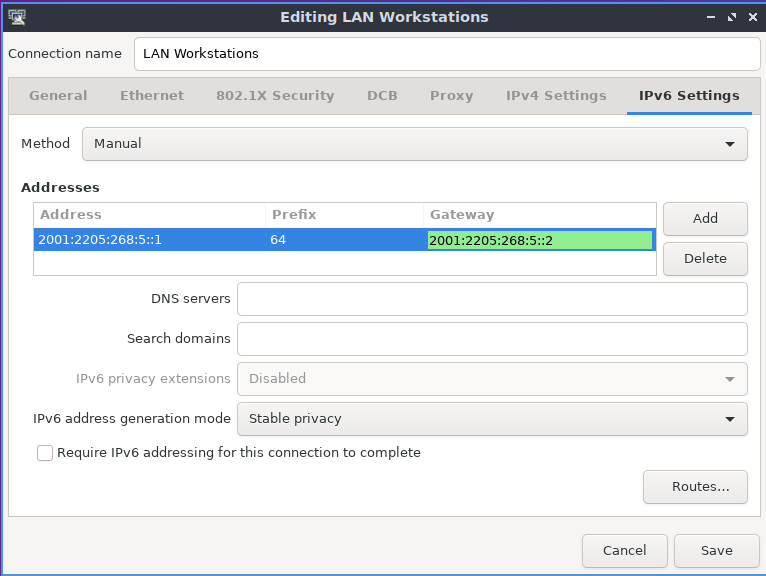 Editing LAN Workstations
Connection name LAN Workstations
General Ethernet 802.1X Security DCB Proxy IPv4 Settings IPv6 Settings
Method Manual
Addresses
Address Prefix Gateway
2001:2205:268:5::1 64 2001:2205:268:5::2
Add
Delete
DNS servers
Search domains
IPv6 privacy extensions Disabled
IPv6 address generation mode Stable privacy
Require IPv6 addressing for this connection to complete
Routes...
Cancel Save